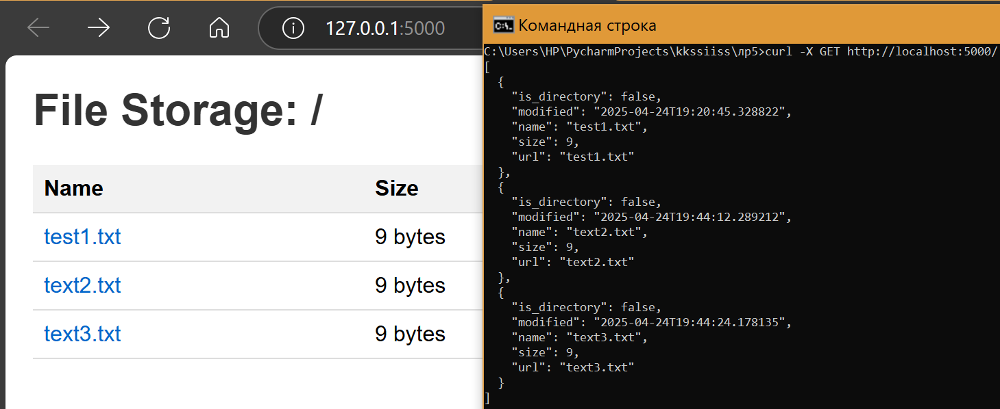 127.0.0.1:5000
File Storage: /
Name Size
test1.txt 9 bytes
text2.txt 9 bytes
text3.txt 9 bytes
Командная строка
C:\Users\HP\PycharmProjects\kkssiiss\лр5>curl -X GET http://localhost:5000/
[
  {
    "is_directory": false,
    "modified": "2025-04-24T19:20:45.328822",
    "name": "test1.txt",
    "size": 9,
    "url": "test1.txt"
  },
  {
    "is_directory": false,
    "modified": "2025-04-24T19:44:12.289212",
    "name": "text2.txt",
    "size": 9,
    "url": "text2.txt"
  },
  {
    "is_directory": false,
    "modified": "2025-04-24T19:44:24.178135",
    "name": "text3.txt",
    "size": 9,
    "url": "text3.txt"
  }
]